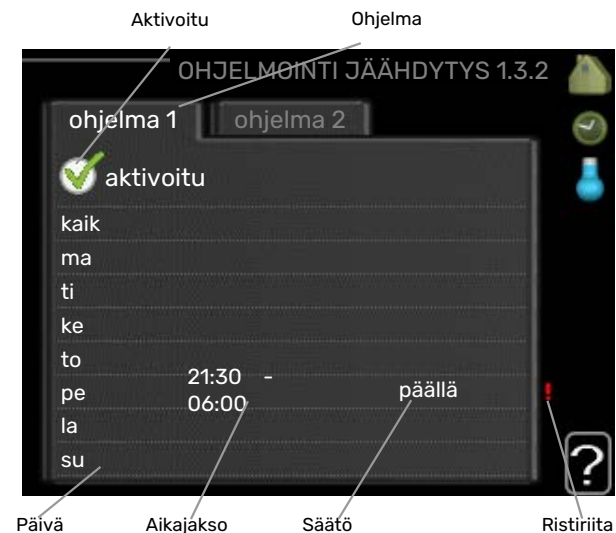 Aktivoitu Ohjelma
OHJELMOINTI JÄÄHDYTYS 1.3.2
ohjelma 1 ohjelma 2
aktivoitu
kaik
ma
ti
ke
to
pe 21:30 - 06:00 päällä !
la
su
?
Päivä Aikajakso Säätö Ristiriita